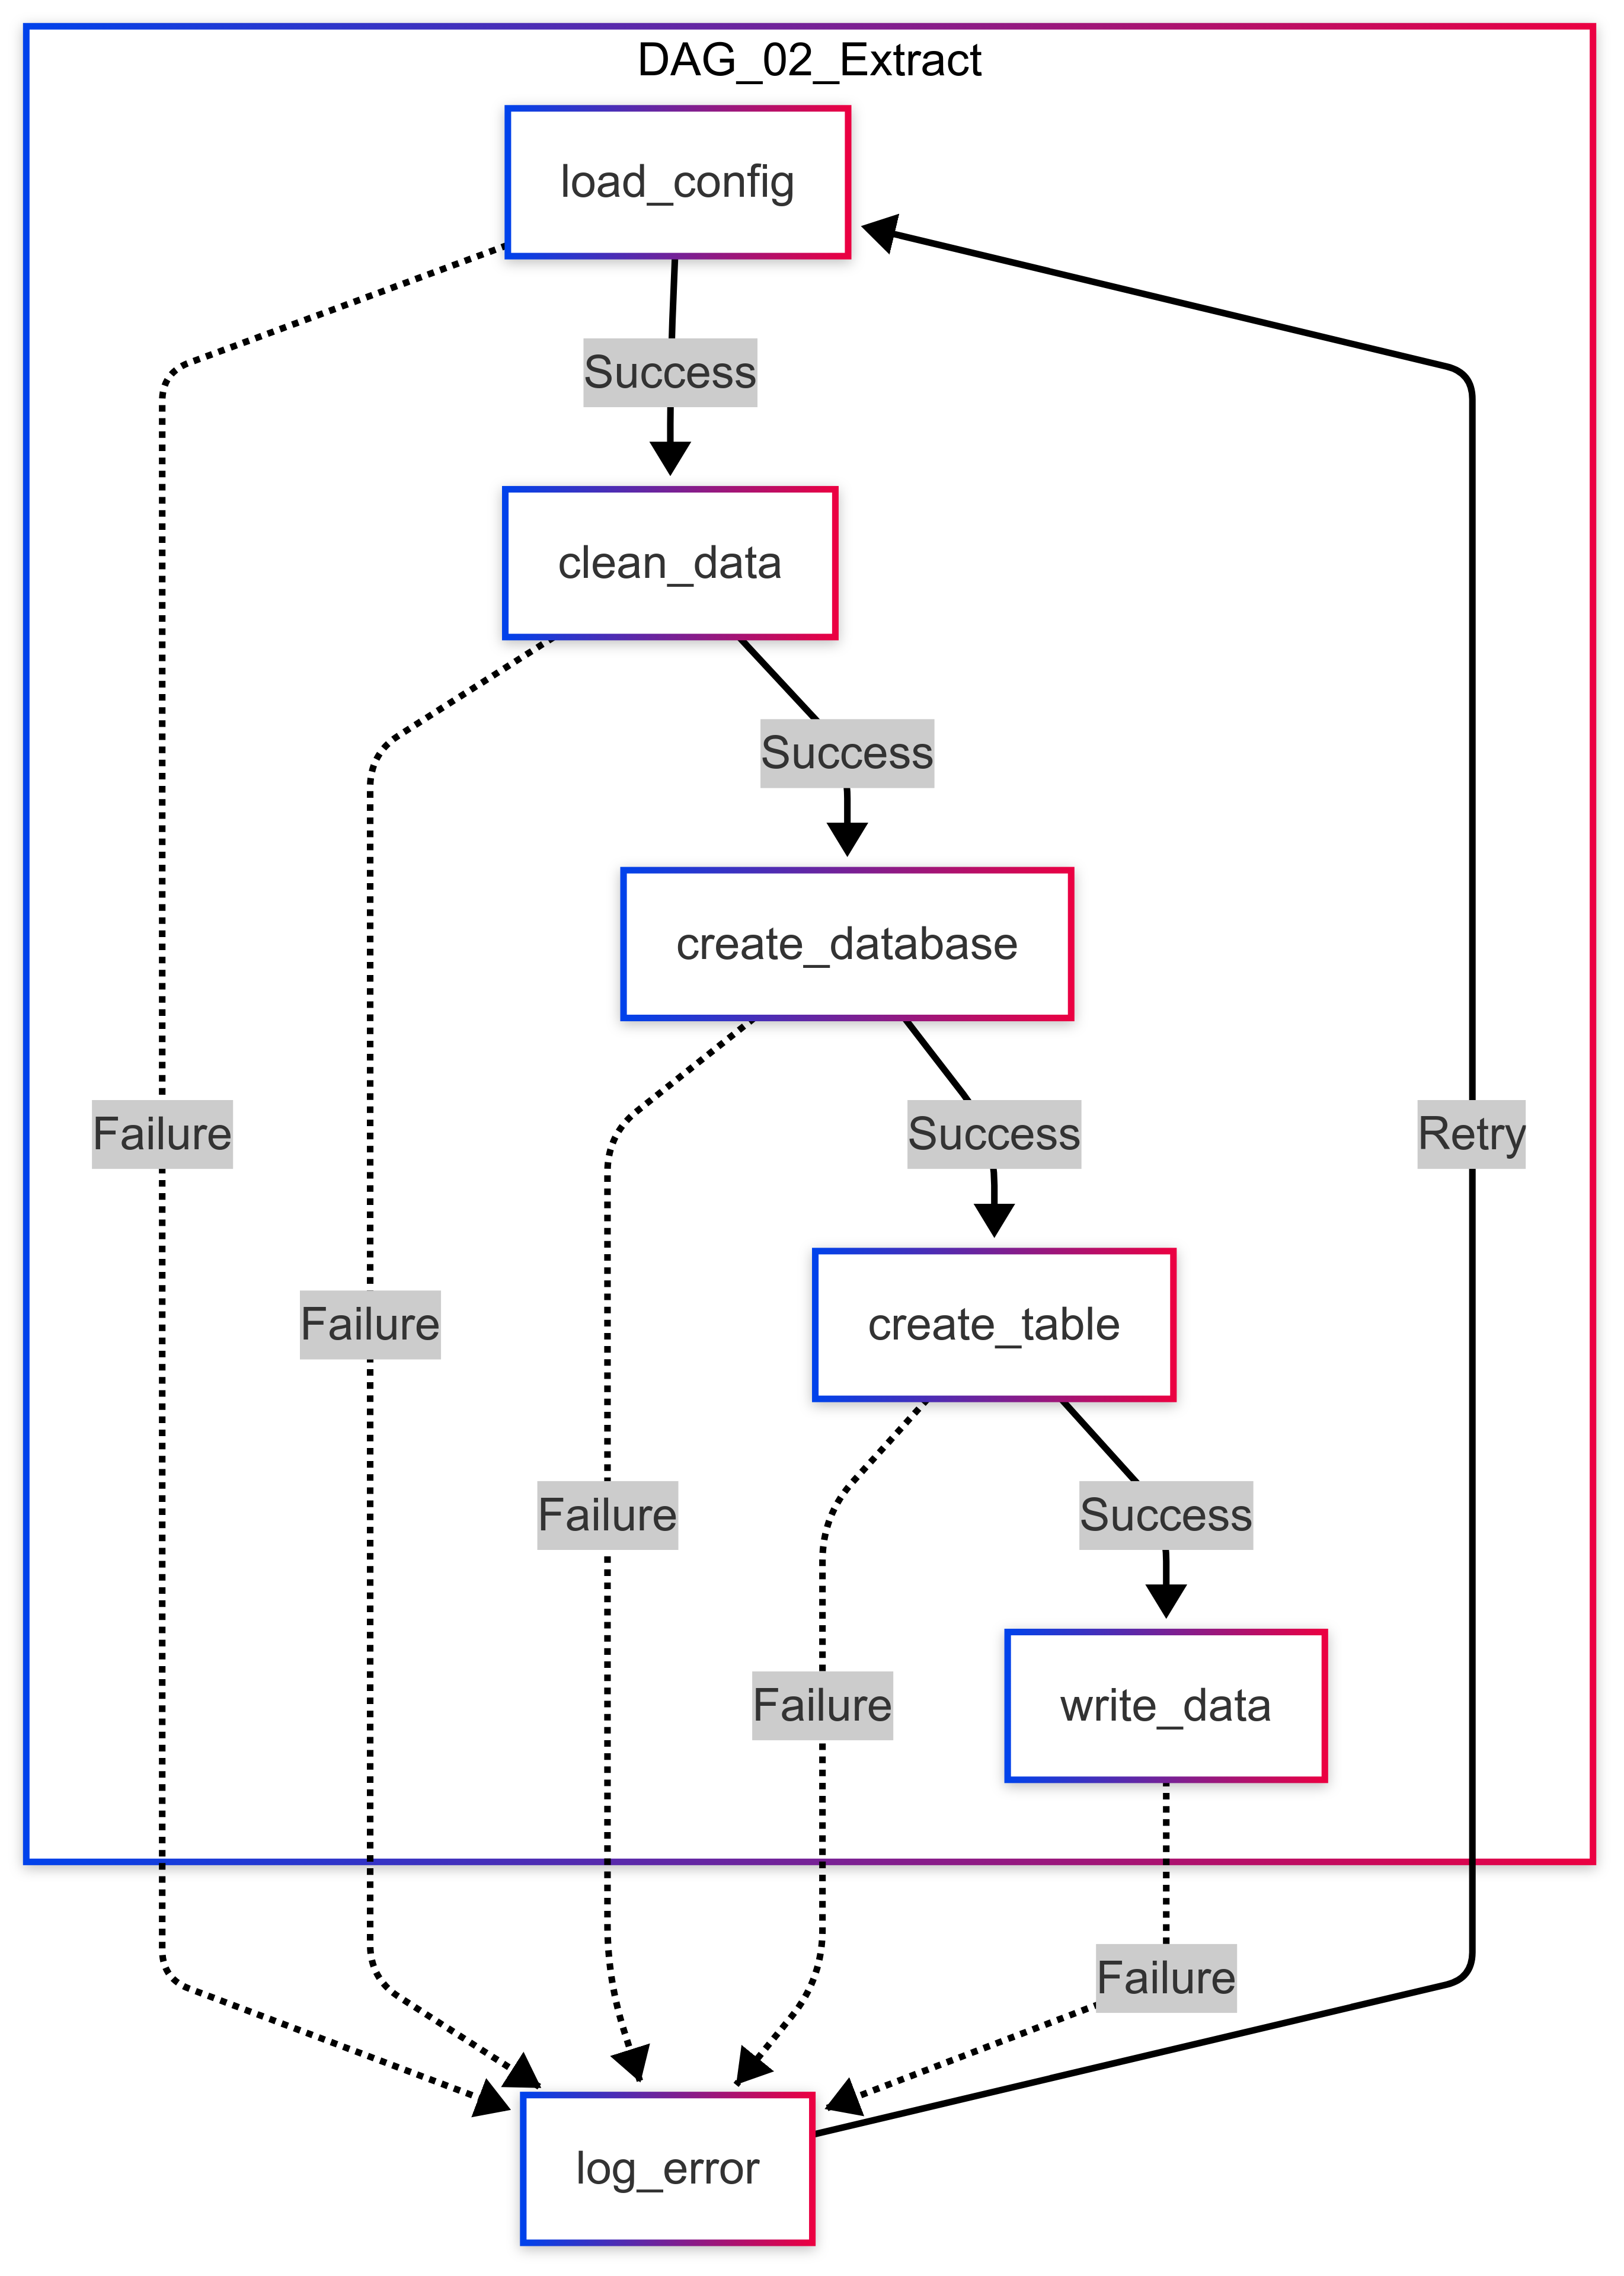 DAG_02_Extract
load_config
Success
clean_data
Success
create_database
Failure
Success
Retry
Failure
create_table
Failure
Success
Failure
write_data
Failure
log_error